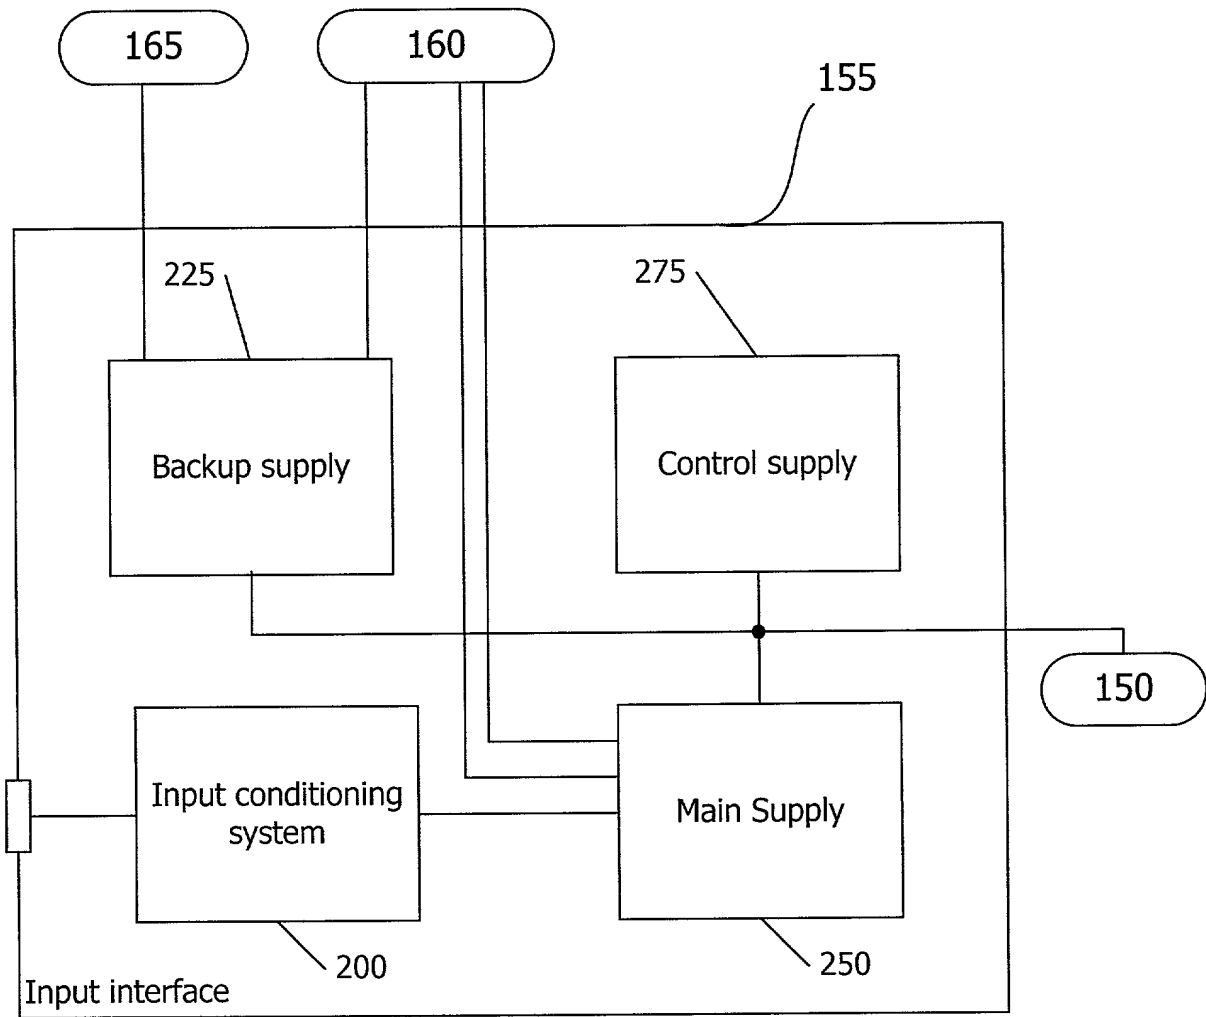 165
160
155
225
275
Backup supply
Control supply
150
Input conditioning
system
Main Supply
200
250
Input interface